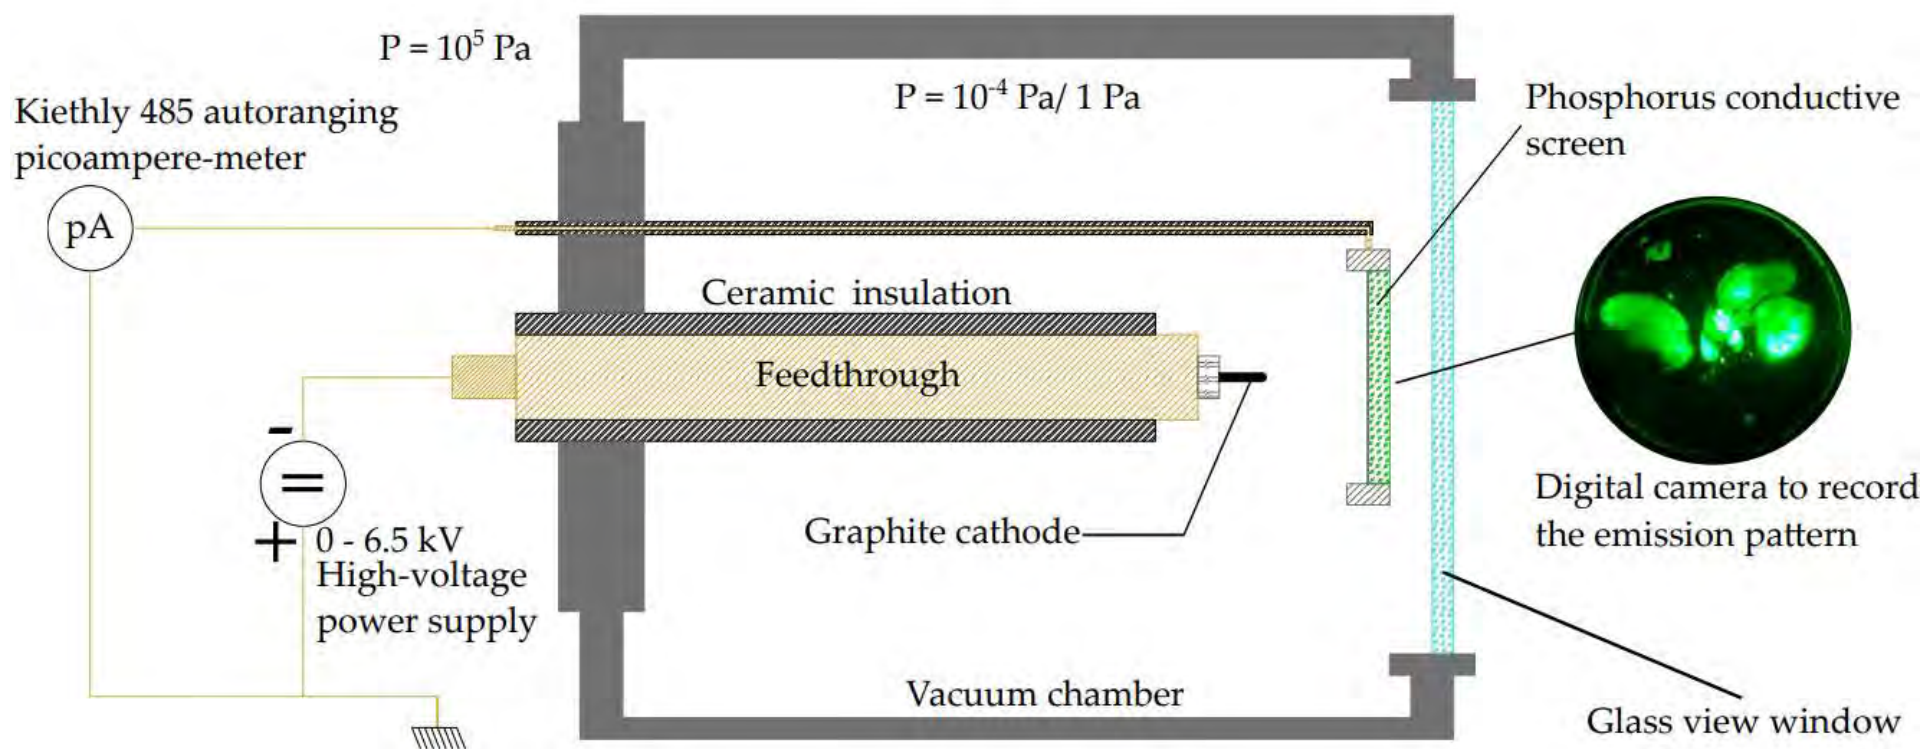 P = 10⁵ Pa
P = 10⁻⁴ Pa/ 1 Pa
Kiethly 485 autoranging
picoampere-meter
pA
Phosphorus conductive
screen
Ceramic insulation
Feedthrough
-
=
+
0 - 6.5 kV
High-voltage
power supply
Graphite cathode
Digital camera to record
the emission pattern
Vacuum chamber
Glass view window